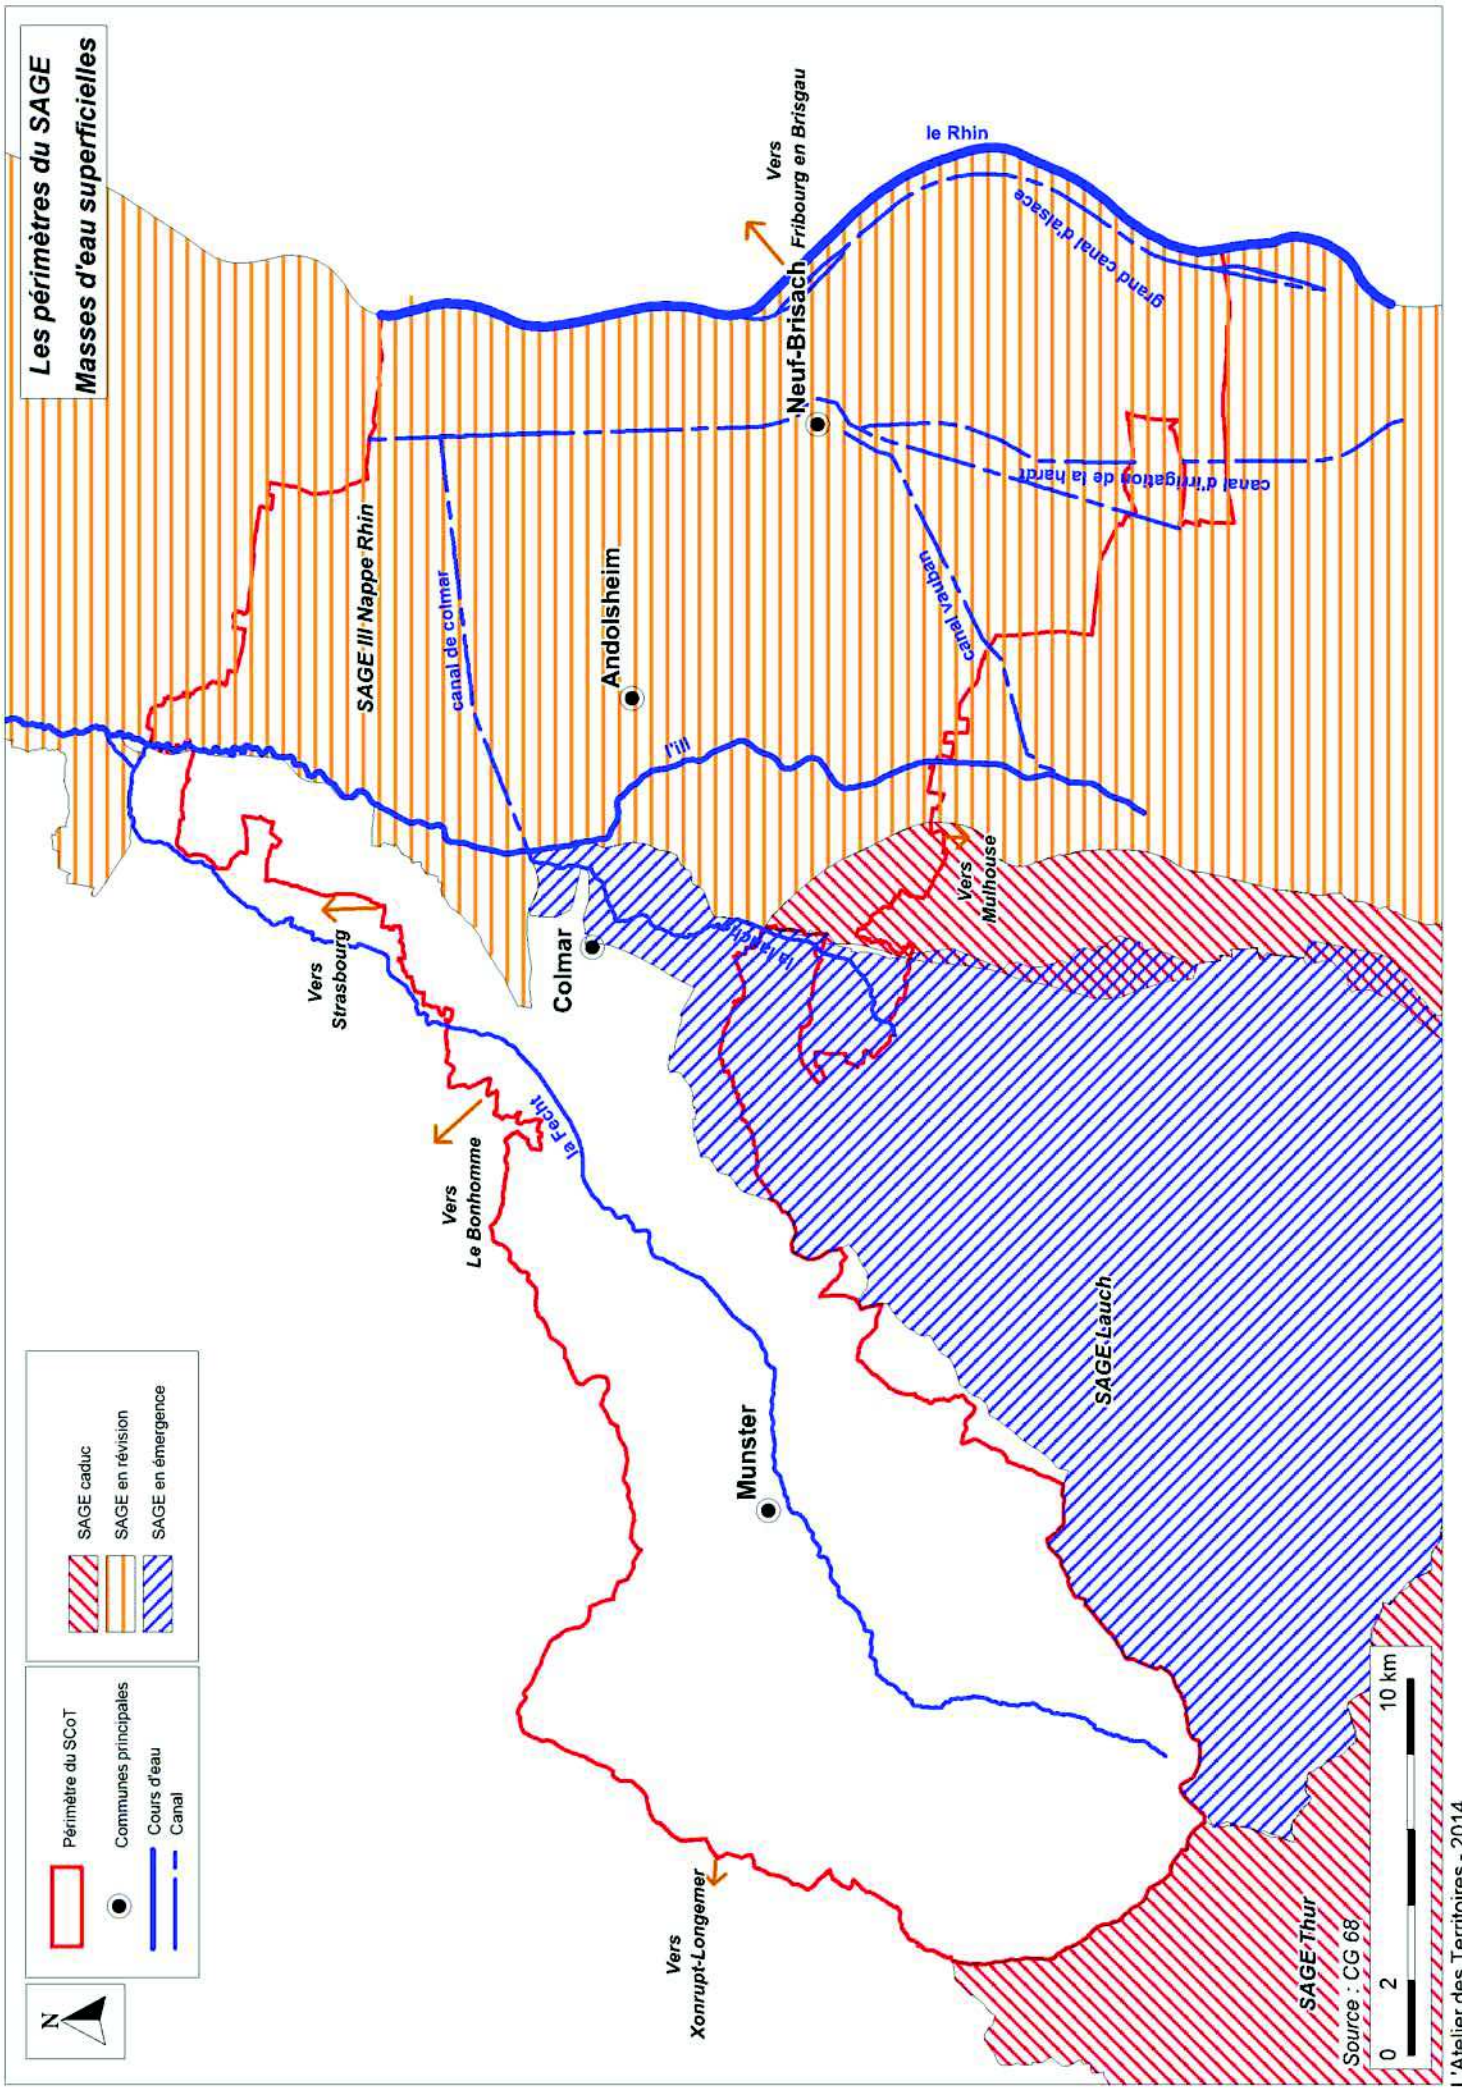 Les périmètres du SAGE
Masses d'eau superficielles
N
Périmètre du SCoT
Communes principales
Cours d'eau
Canal
SAGE caduc
SAGE en révision
SAGE en émergence
Vers
Strasbourg
Vers
Le Bonhomme
Vers
Xonrupt-Longemer
Vers
Mulhouse
Vers
Fribourg en Brisgau
SAGE Ill Nappe Rhin
canal de colmar
Andolsheim
Colmar
Neuf-Brisach
Munster
la Fecht
l'ill
la lauch
le Rhin
grand canal d'alsace
canal vauban
canal d'irrigation de la hardt
SAGE Lauch
SAGE Thur
Source : CG 68
0 2 10 km
L'Atelier des Territoires - 2014